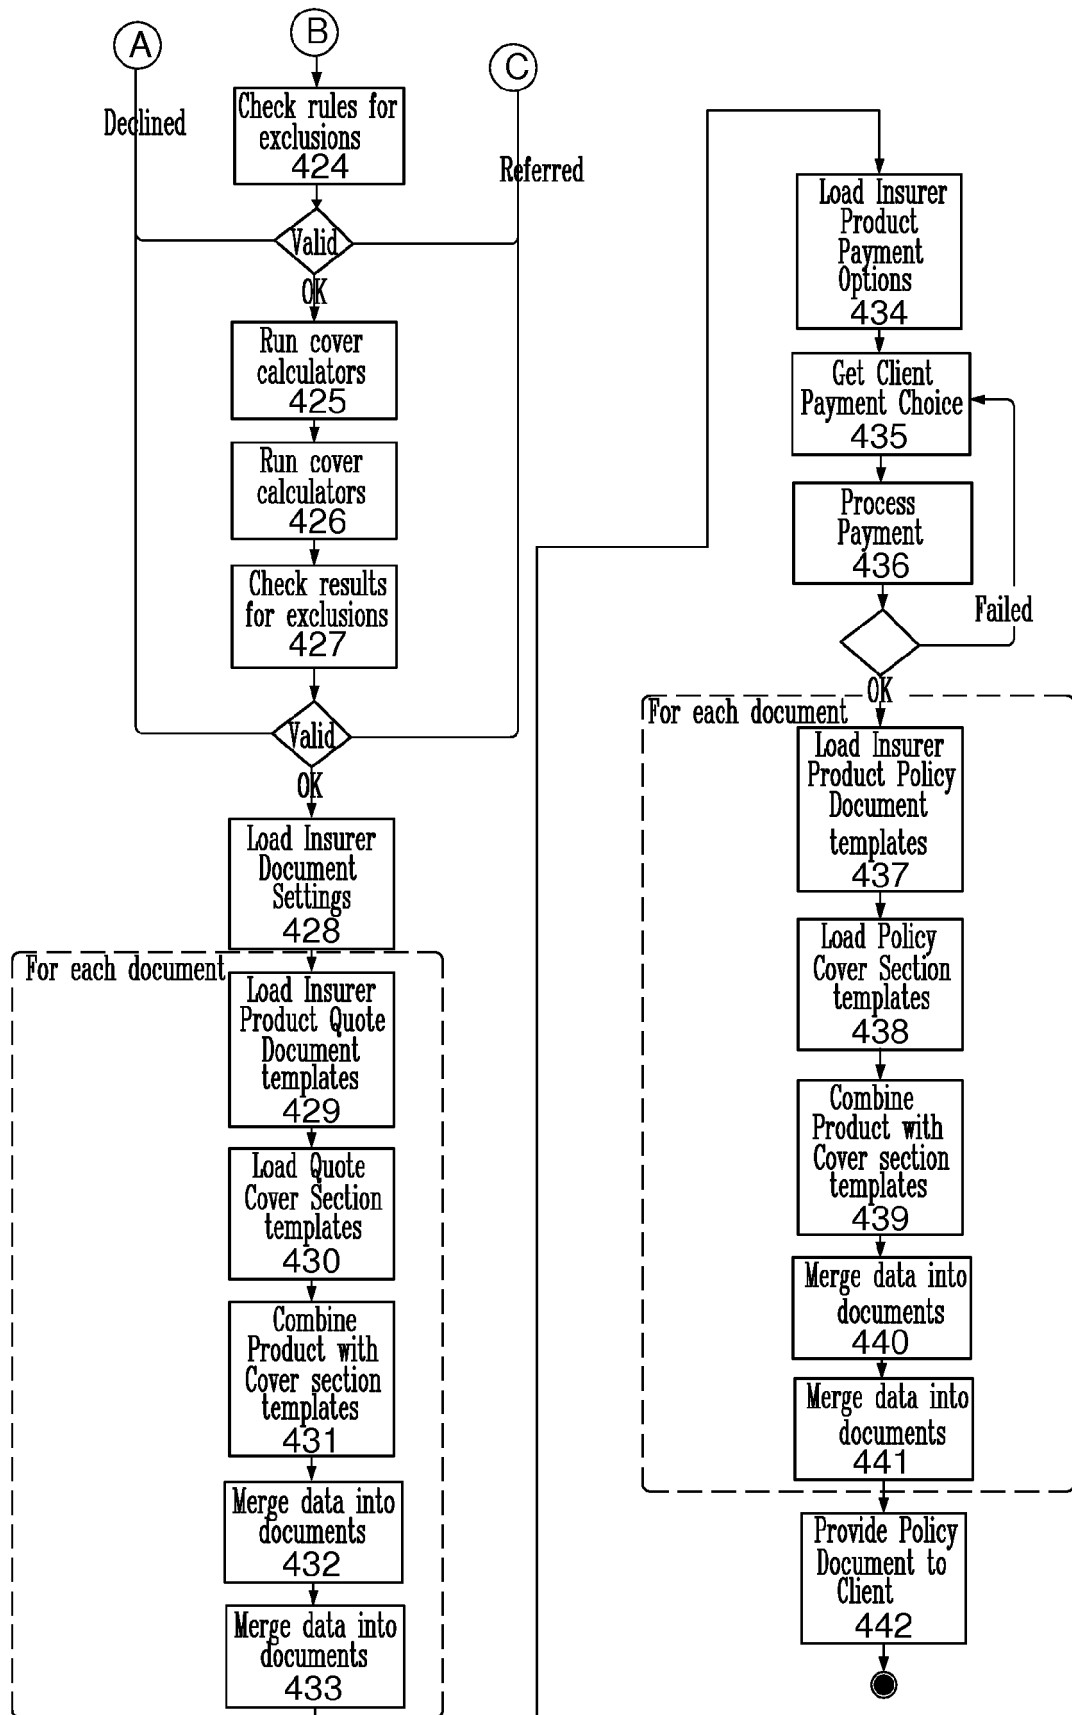 A
B
C
Declined
Referred
Check rules for
exclusions
424
Valid
OK
Run cover
calculators
425
Run cover
calculators
426
Check results
for exclusions
427
Valid
OK
Load Insurer
Document
Settings
428
For each document
Load Insurer
Product Quote
Document
templates
429
Load Quote
Cover Section
templates
430
Combine
Product with
Cover section
templates
431
Merge data into
documents
432
Merge data into
documents
433
Load Insurer
Product
Payment
Options
434
Get Client
Payment Choice
435
Process
Payment
436
Failed
OK
For each document
Load Insurer
Product Policy
Document
templates
437
Load Policy
Cover Section
templates
438
Combine
Product with
Cover section
templates
439
Merge data into
documents
440
Merge data into
documents
441
Provide Policy
Document to
Client
442